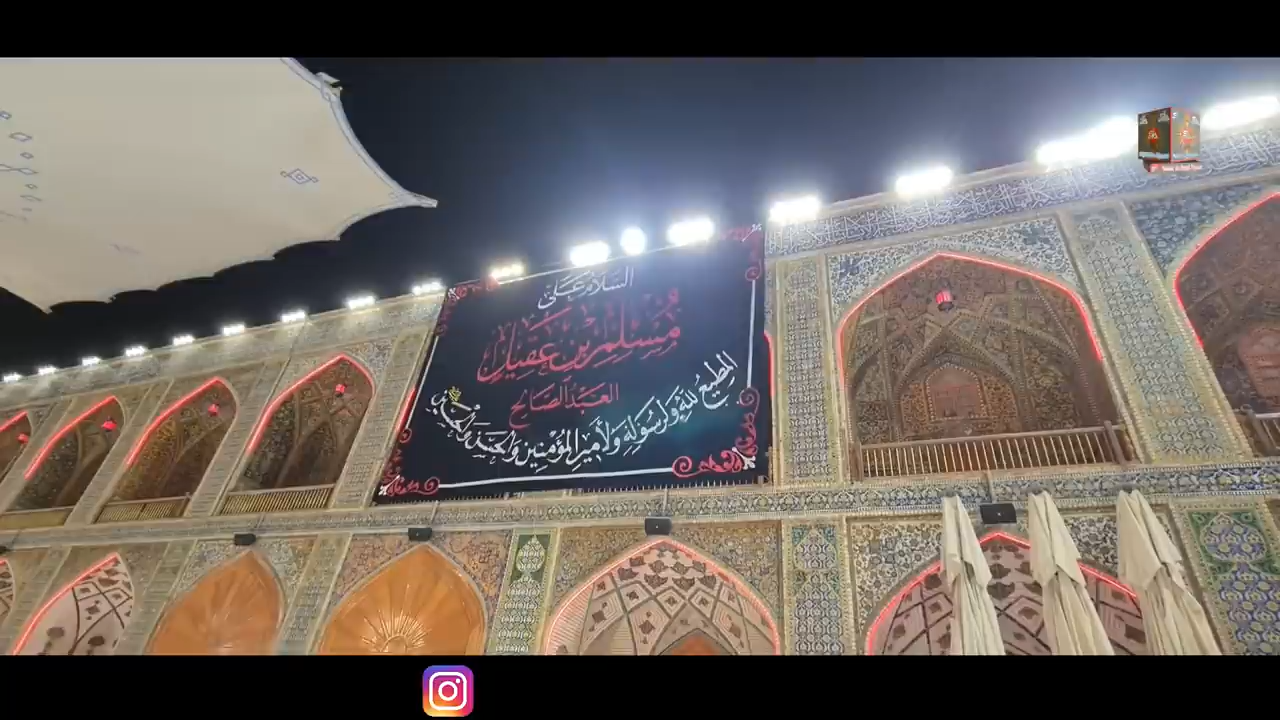 السلام على
مسلم بن عقيل
العبد الصالح
المطيع لله ولرسوله ولأمير المؤمنين والحسن والحسين